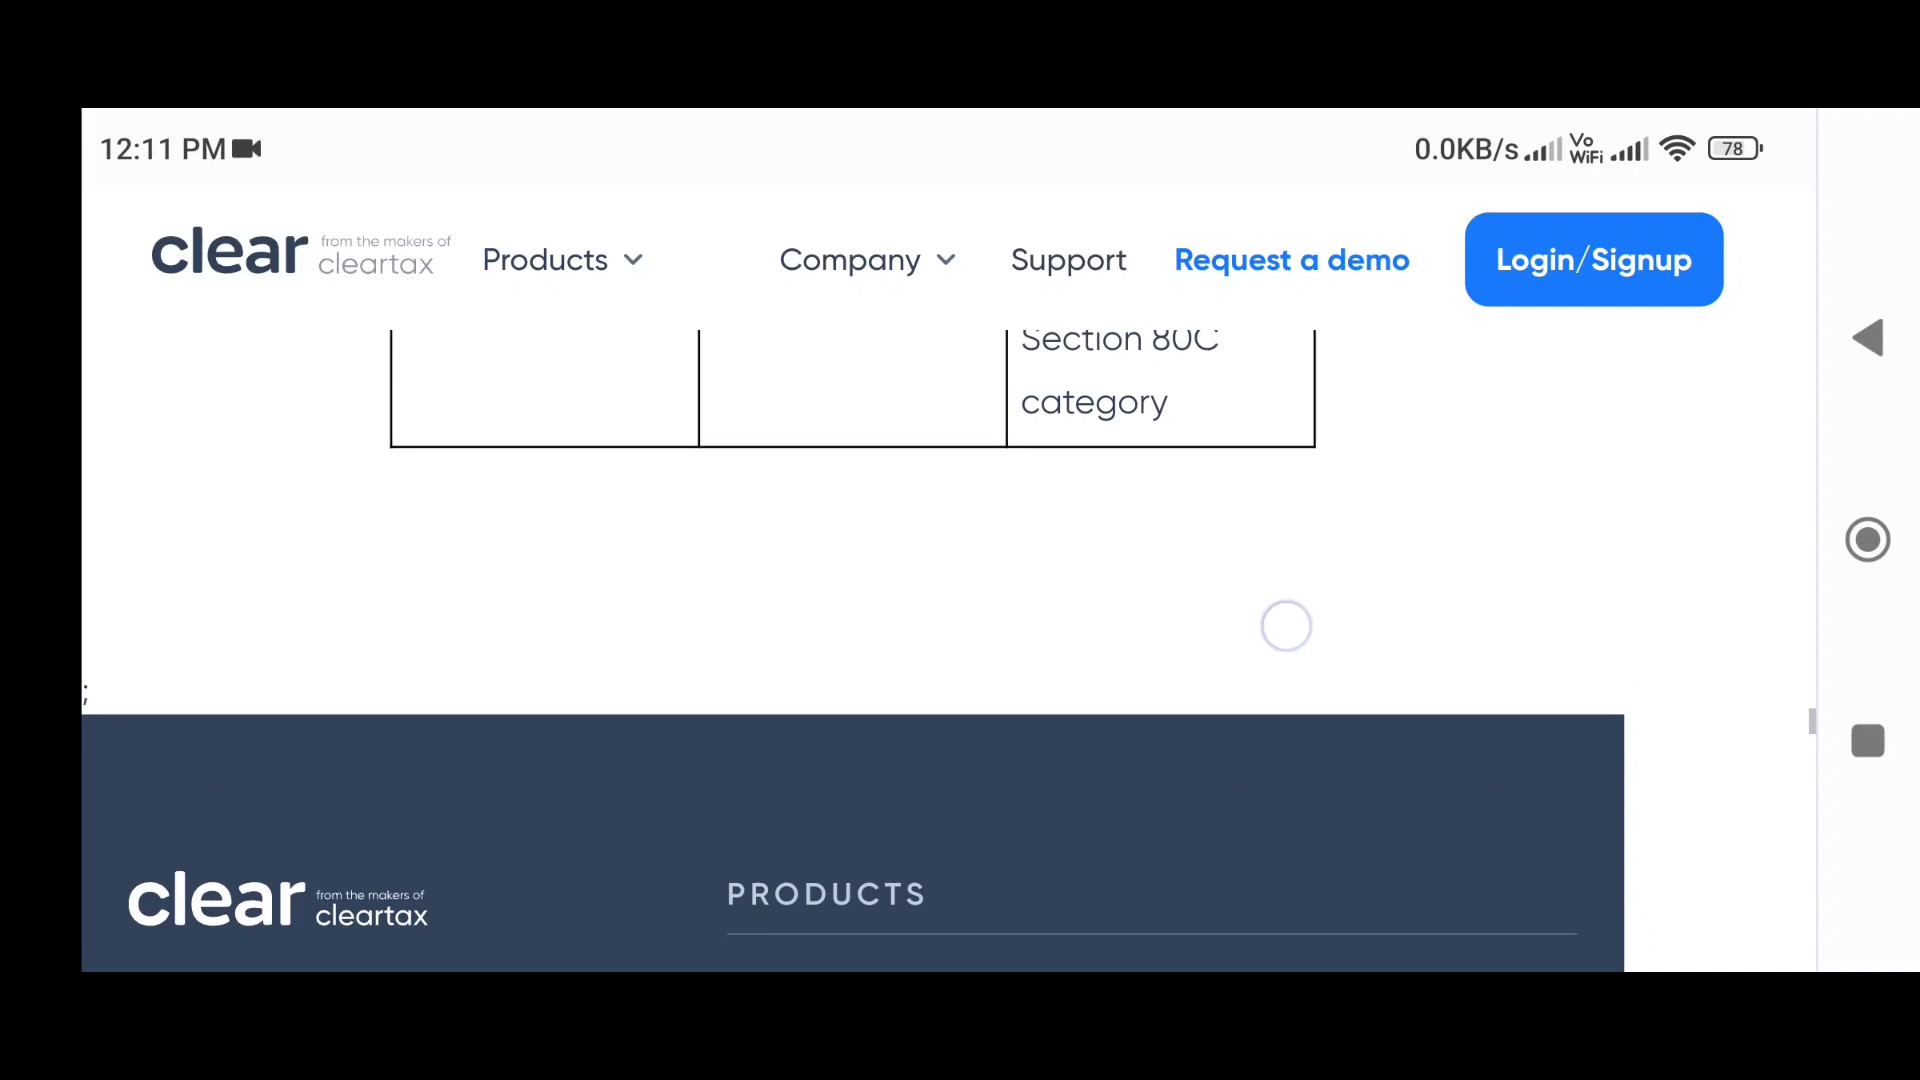 12:11 PM 0.0KB/s Vo WiFi 78
clear from the makers of cleartax Products Company Support Request a demo Login/Signup
Section 80C
category
;
clear from the makers of cleartax PRODUCTS